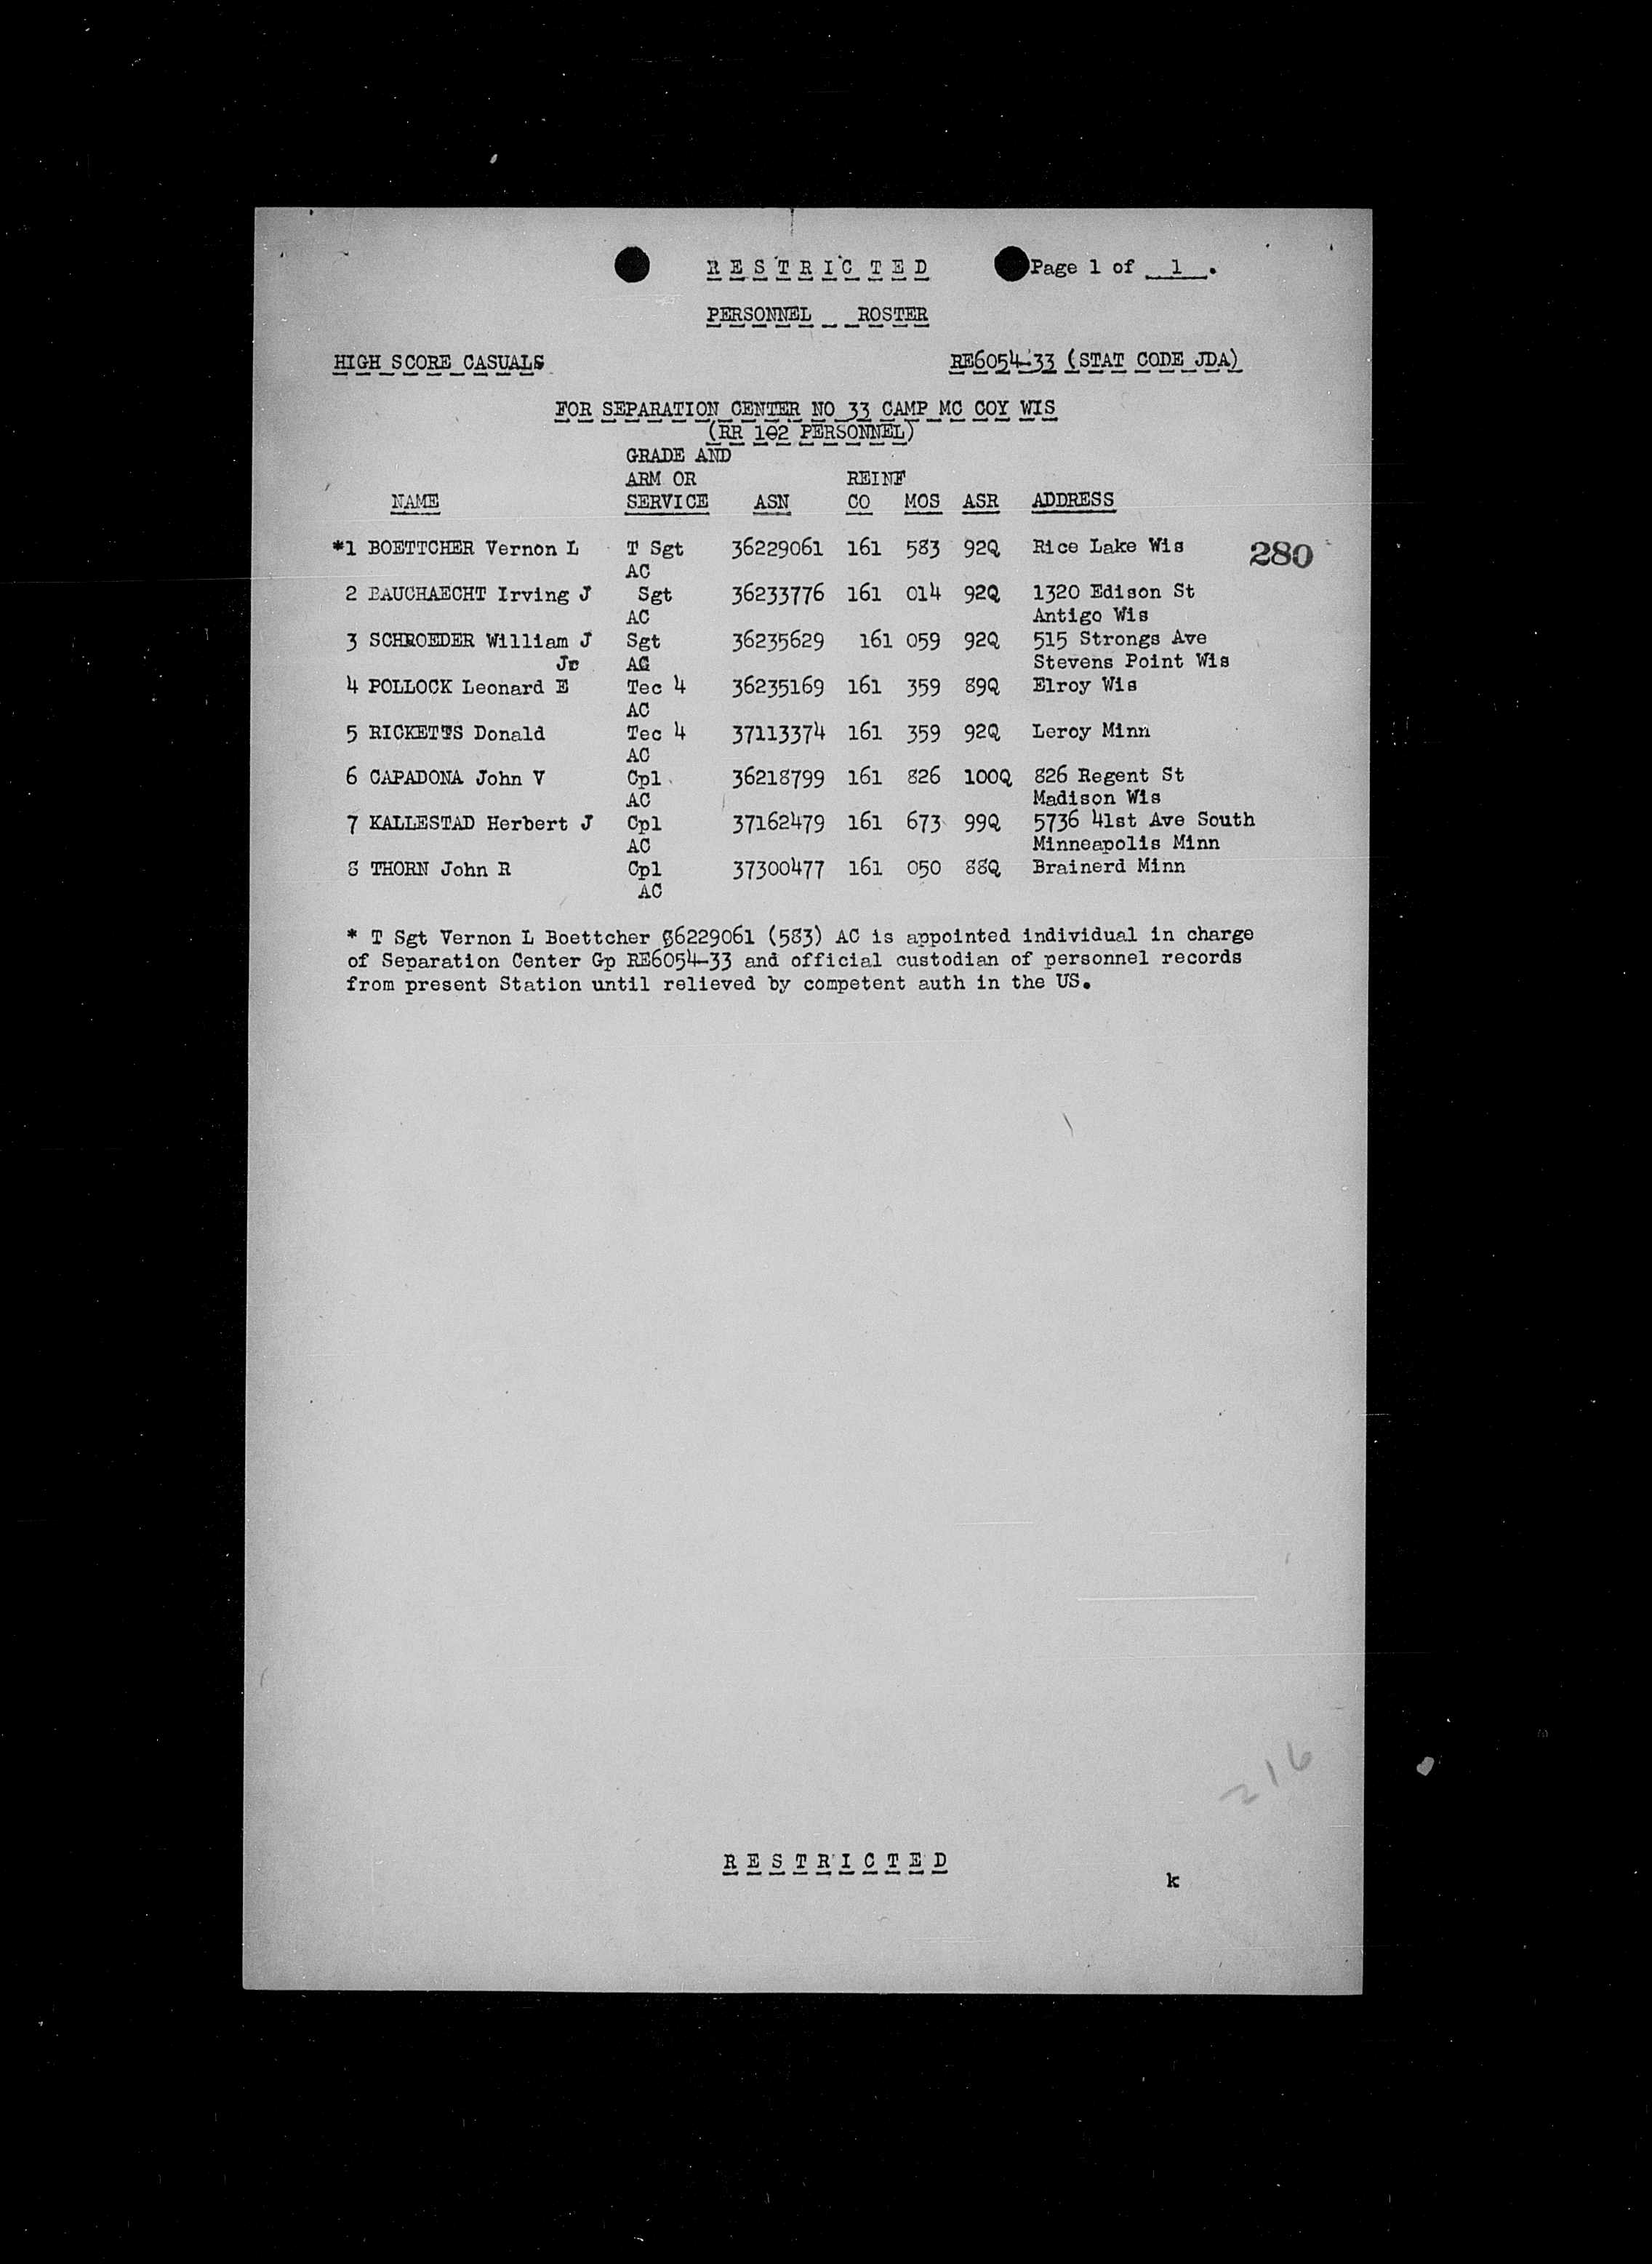 RESTRICTED Page 1 of 1.
PERSONNEL ROSTER
HIGH SCORE CASUALS RE6054-33 (STAT CODE JDA)
FOR SEPARATION CENTER NO 33 CAMP MC COY WIS
(RR 102 PERSONNEL)
GRADE AND
ARM OR REINF
NAME SERVICE ASN CO MOS ASR ADDRESS
*1 BOETTCHER Vernon L T Sgt 36229061 161 583 92Q Rice Lake Wis 280
AC
2 BAUCHAECHT Irving J Sgt 36233776 161 014 92Q 1320 Edison St
AC Antigo Wis
3 SCHROEDER William J Sgt 36235629 161 059 92Q 515 Strongs Ave
Jr AC Stevens Point Wis
4 POLLOCK Leonard E Tec 4 36235169 161 359 89Q Elroy Wis
AC
5 RICKETTS Donald Tec 4 37113374 161 359 92Q Leroy Minn
AC
6 CAPADONA John V Cpl 36218799 161 826 100Q 826 Regent St
AC Madison Wis
7 KALLESTAD Herbert J Cpl 37162479 161 673 99Q 5736 41st Ave South
AC Minneapolis Minn
8 THORN John R Cpl 37300477 161 050 88Q Brainerd Minn
AC
* T Sgt Vernon L Boettcher 36229061 (583) AC is appointed individual in charge
of Separation Center Gp RE6054-33 and official custodian of personnel records
from present Station until relieved by competent auth in the US.
216
RESTRICTED
k